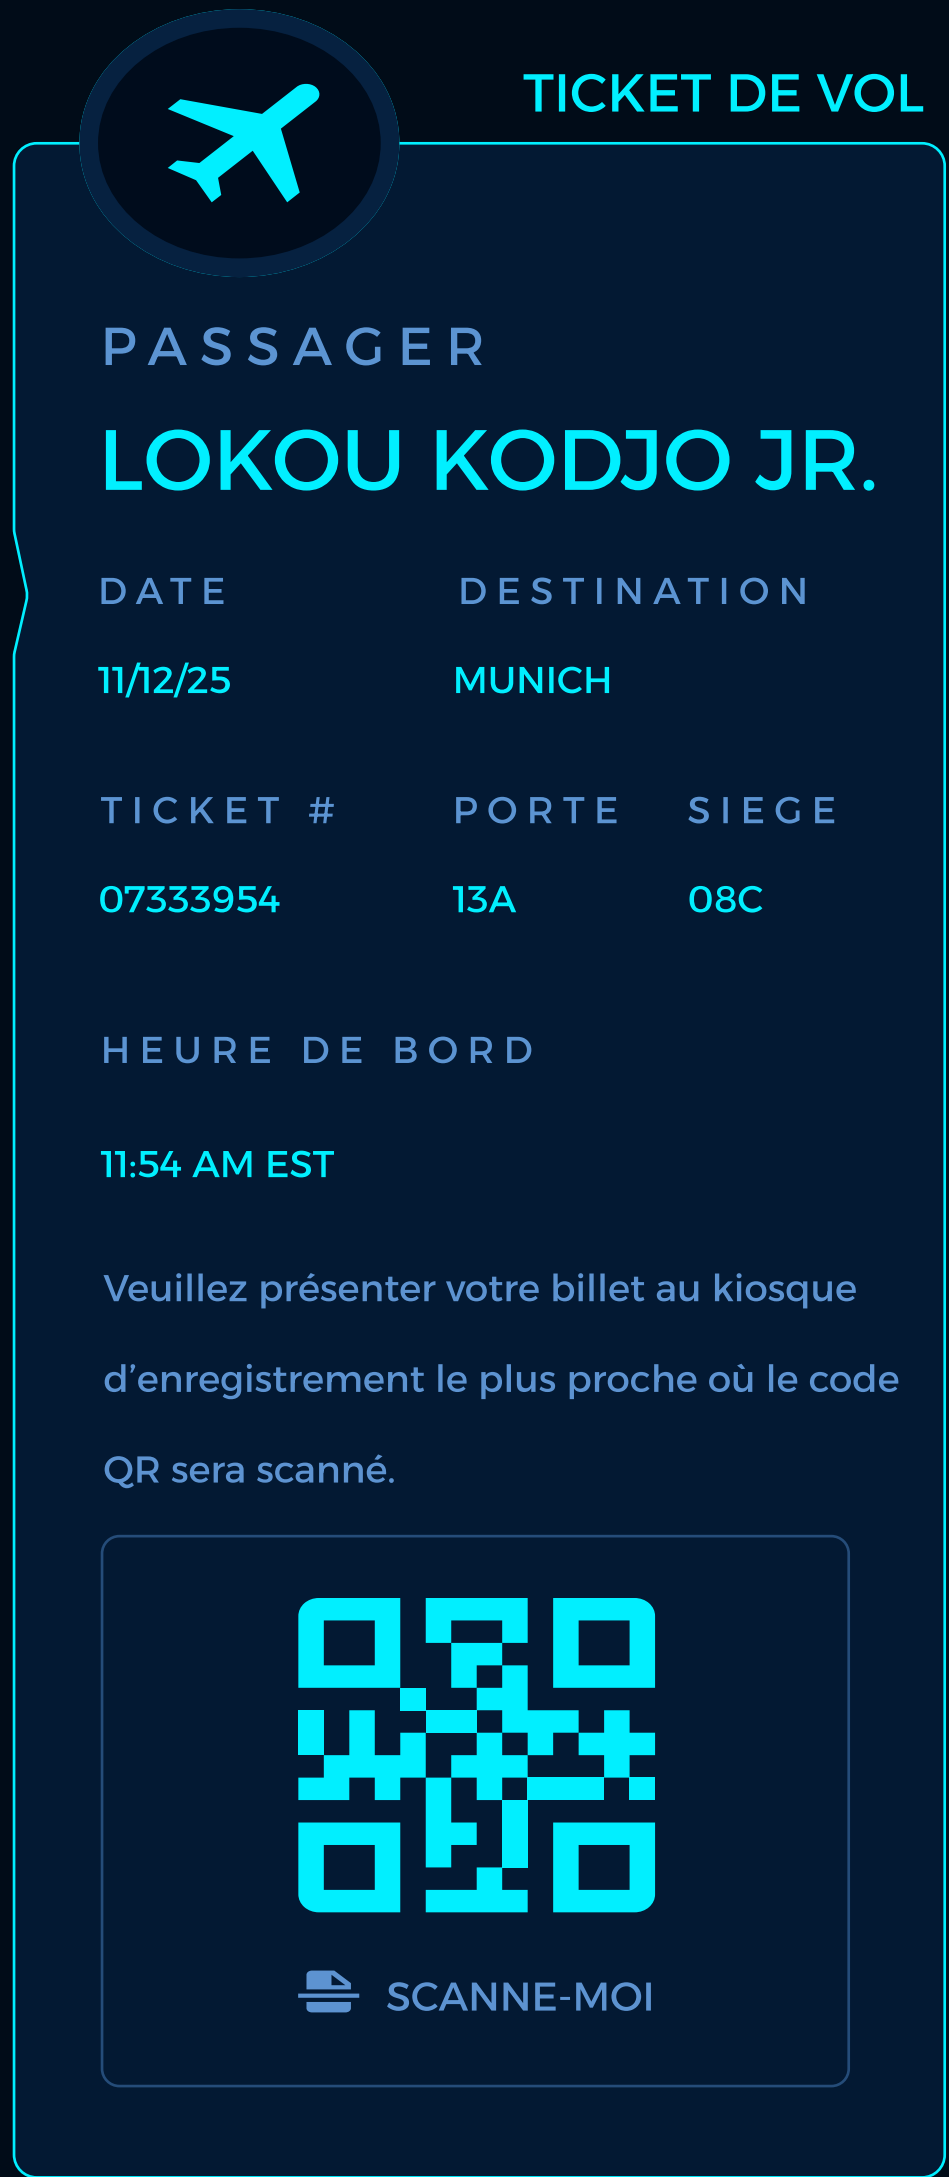 TICKET DE VOL
PASSAGER
LOKOU KODJO JR.
DATE DESTINATION
11/12/25 MUNICH
TICKET # PORTE SIEGE
07333954 13A 08C
HEURE DE BORD
11:54 AM EST
Veuillez présenter votre billet au kiosque
d’enregistrement le plus proche où le code
QR sera scanné.
SCANNE-MOI